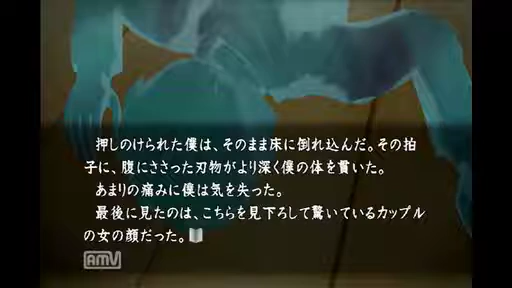 押しのけられた僕は、そのまま床に倒れ込んだ。その拍
子に、腹にささった刃物がより深く僕の体を貫いた。
あまりの痛みに僕は気を失った。
最後に見たのは、こちらを見下ろして驚いているカップル
の女の顔だった。
AMV